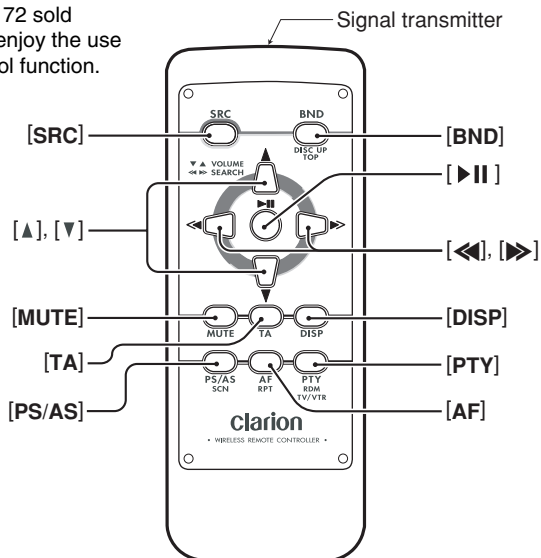 72 sold
enjoy the use
ol function.
Signal transmitter
[SRC]
[▲], [▼]
[MUTE]
[TA]
[PS/AS]
SRC
BND
DISC UP
TOP
▼ ▲ VOLUME
◀◀ ▶▶ SEARCH
▲
▶II
◀◀ ▶▶
▼
MUTE TA DISP
PS/AS AF PTY
SCN RPT RDM
TV/VTR
clarion
• WIRELESS REMOTE CONTROLLER •
[BND]
[▶II]
[◀◀], [▶▶]
[DISP]
[PTY]
[AF]